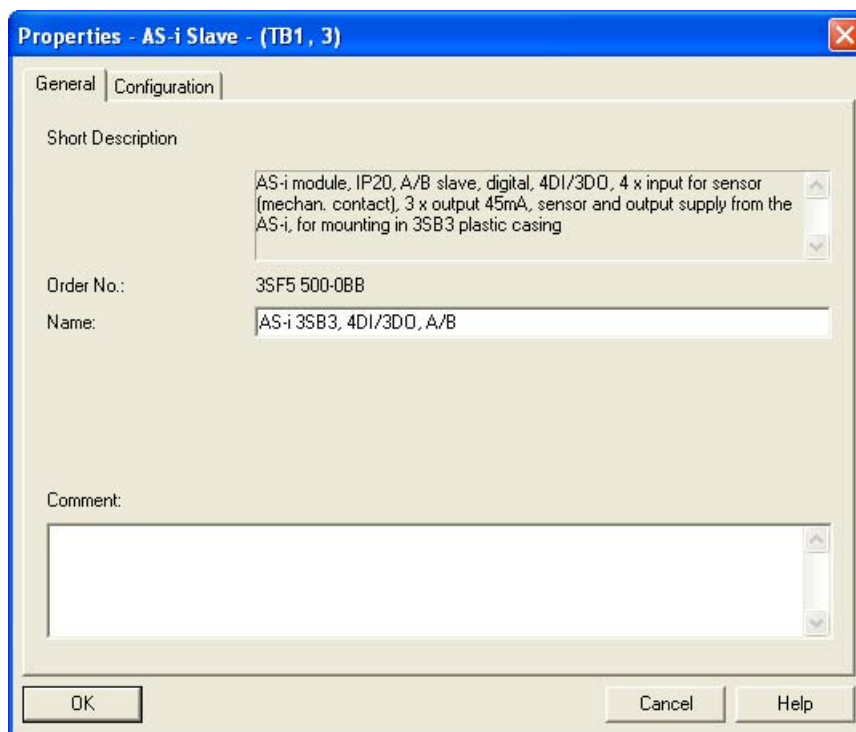 Properties - AS-i Slave - (TB1 , 3)
General
Configuration
Short Description
AS-i module, IP20, A/B slave, digital, 4DI/3DO, 4 x input for sensor
(mechan. contact), 3 x output 45mA, sensor and output supply from the
AS-i, for mounting in 3SB3 plastic casing
Order No.: 3SF5 500-0BB
Name: AS-i 3SB3, 4DI/3DO, A/B
Comment:
OK
Cancel
Help